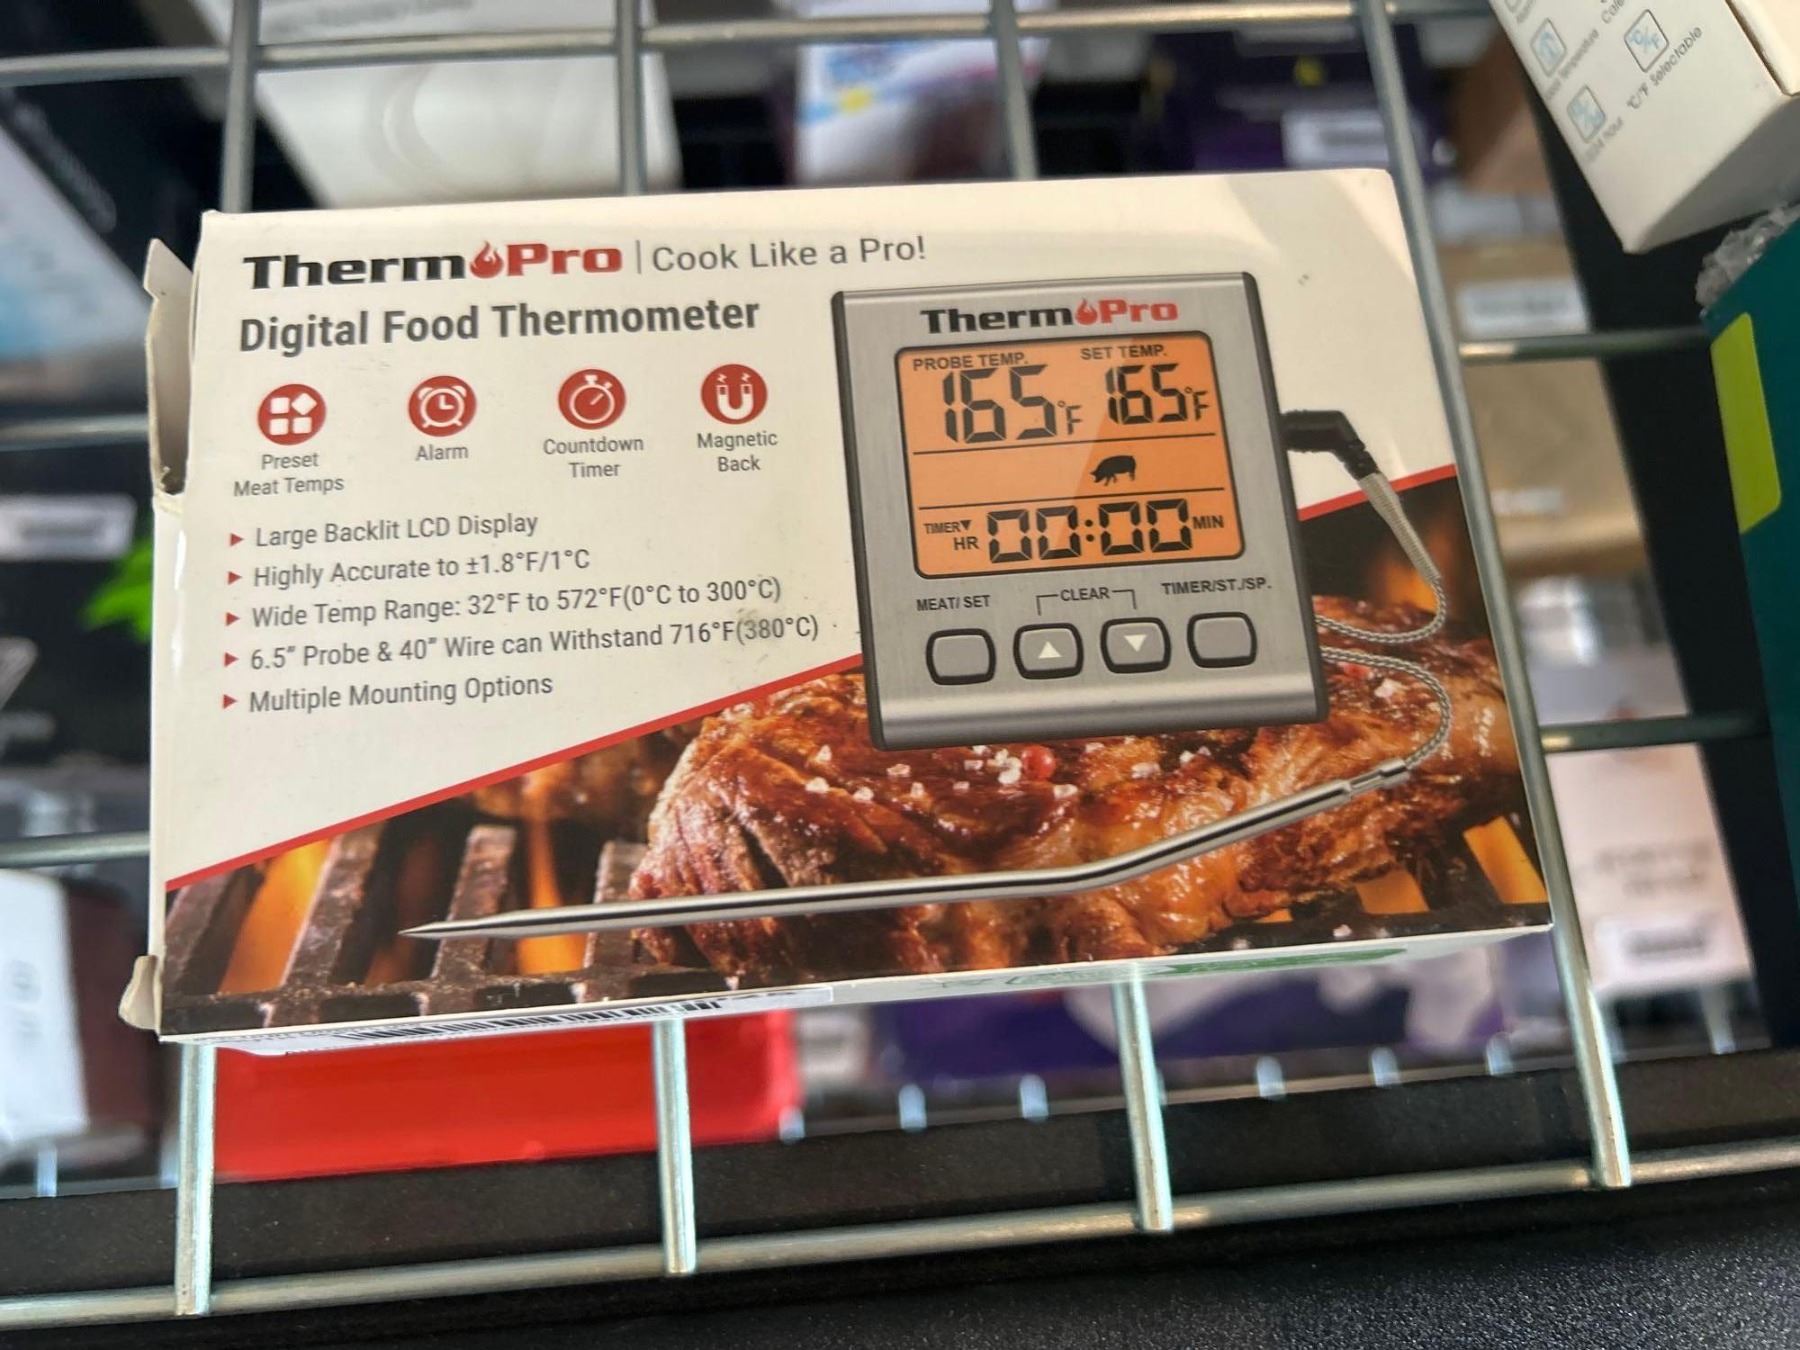 ThermoPro | Cook Like a Pro!
Digital Food Thermometer
Preset
Meat Temps
Alarm
Countdown
Timer
Magnetic
Back
Large Backlit LCD Display
Highly Accurate to ±1.8°F/1°C
Wide Temp Range: 32°F to 572°F(0°C to 300°C)
6.5" Probe & 40" Wire can Withstand 716°F(380°C)
Multiple Mounting Options
ThermoPro
PROBE TEMP. SET TEMP.
165°F 165°F
TIMER▼
HR 00:00 MIN
MEAT/ SET CLEAR TIMER/ST./SP.
°C/°F
°C/°F Selectable